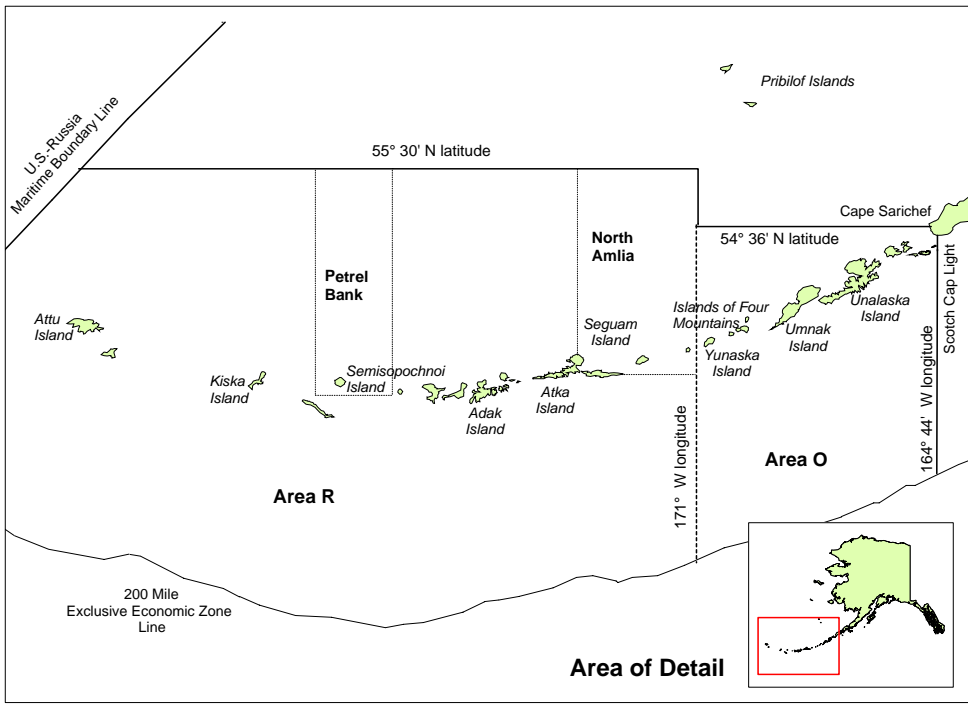 Pribilof Islands
U.S.-Russia
Maritime Boundary Line
55° 30' N latitude
Cape Sarichef
54° 36' N latitude
North
Amlia
Petrel
Bank
Scotch Cap Light
Islands of Four
Mountains
Unalaska
Island
Umnak
Island
Yunaska
Island
Seguam
Island
Attu
Island
Semisopochnoi
Island
Kiska
Island
Atka
Island
Adak
Island
164° 44' W longitude
171° W longitude
Area O
Area R
200 Mile
Exclusive Economic Zone
Line
Area of Detail